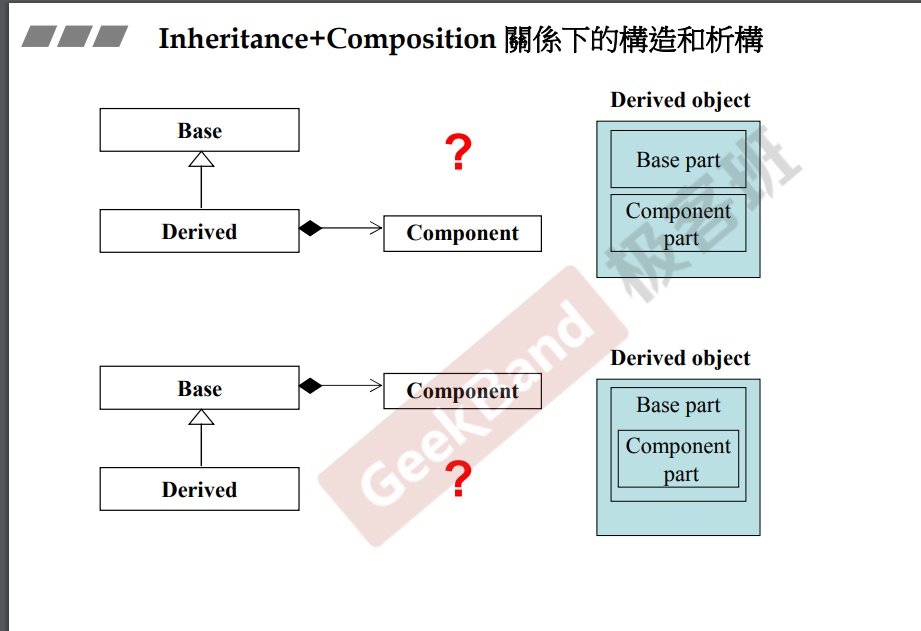 Inheritance+Composition 關係下的構造和析構
Derived object
Base
?
Base part
Component
part
Derived
Component
极客班
GeekBand
Derived object
Base
Component
Base part
Component
part
Derived
?